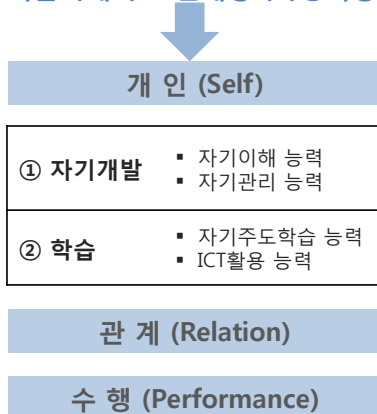 개 인 (Self)
① 자기개발
▪ 자기이해 능력
▪ 자기관리 능력
② 학습
▪ 자기주도학습 능력
▪ ICT활용 능력
관 계 (Relation)
수 행 (Performance)